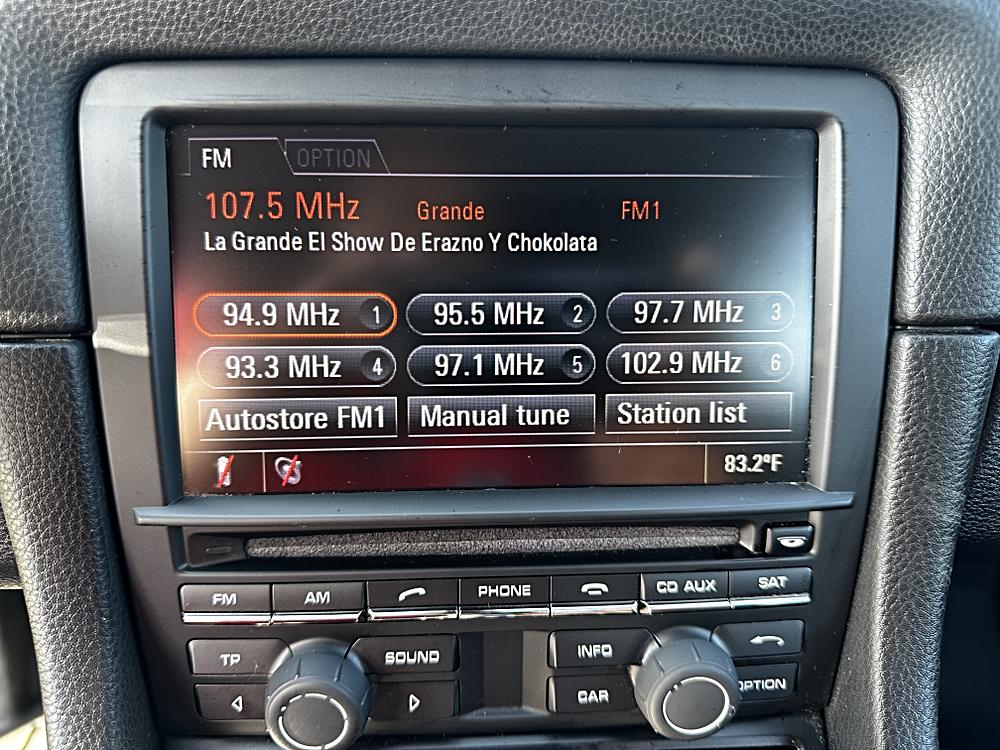 FM OPTION
107.5 MHz Grande FM1
La Grande El Show De Erazno Y Chokolata
94.9 MHz 1 95.5 MHz 2 97.7 MHz 3
93.3 MHz 4 97.1 MHz 5 102.9 MHz 6
Autostore FM1 Manual tune Station list
83.2°F
FM AM PHONE CD AUX SAT
TP SOUND INFO
CAR OPTION